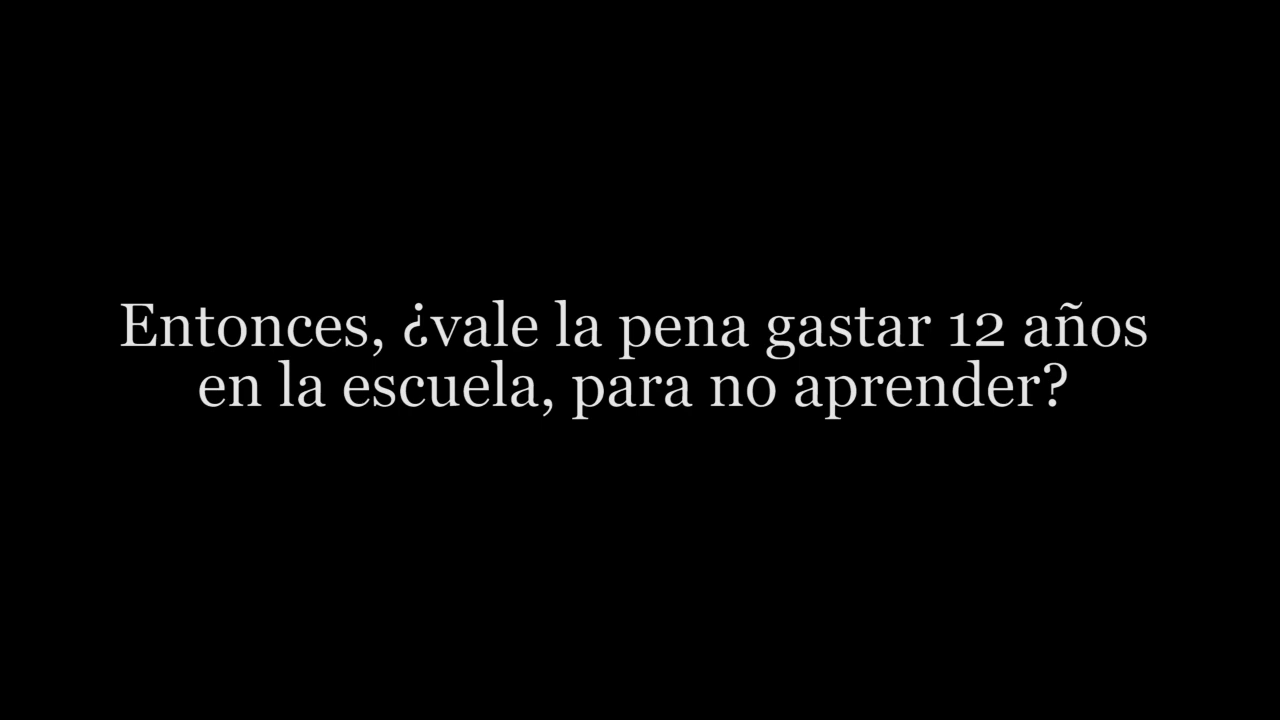 Entonces, ¿vale la pena gastar 12 años
en la escuela, para no aprender?